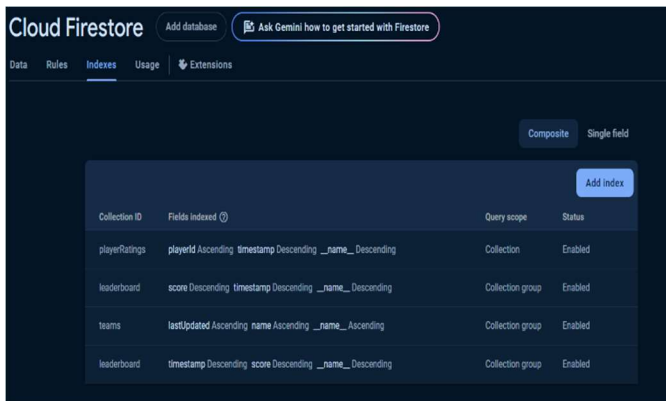 Cloud Firestore Add database Ask Gemini how to get started with Firestore
Data Rules Indexes Usage Extensions
Composite Single field
Add index
Collection ID Fields indexed Query scope Status
playerRatings playerId Ascending timestamp Descending __name__ Descending Collection Enabled
leaderboard score Descending timestamp Descending __name__ Descending Collection group Enabled
teams lastUpdated Ascending name Ascending __name__ Ascending Collection group Enabled
leaderboard timestamp Descending score Descending __name__ Descending Collection group Enabled